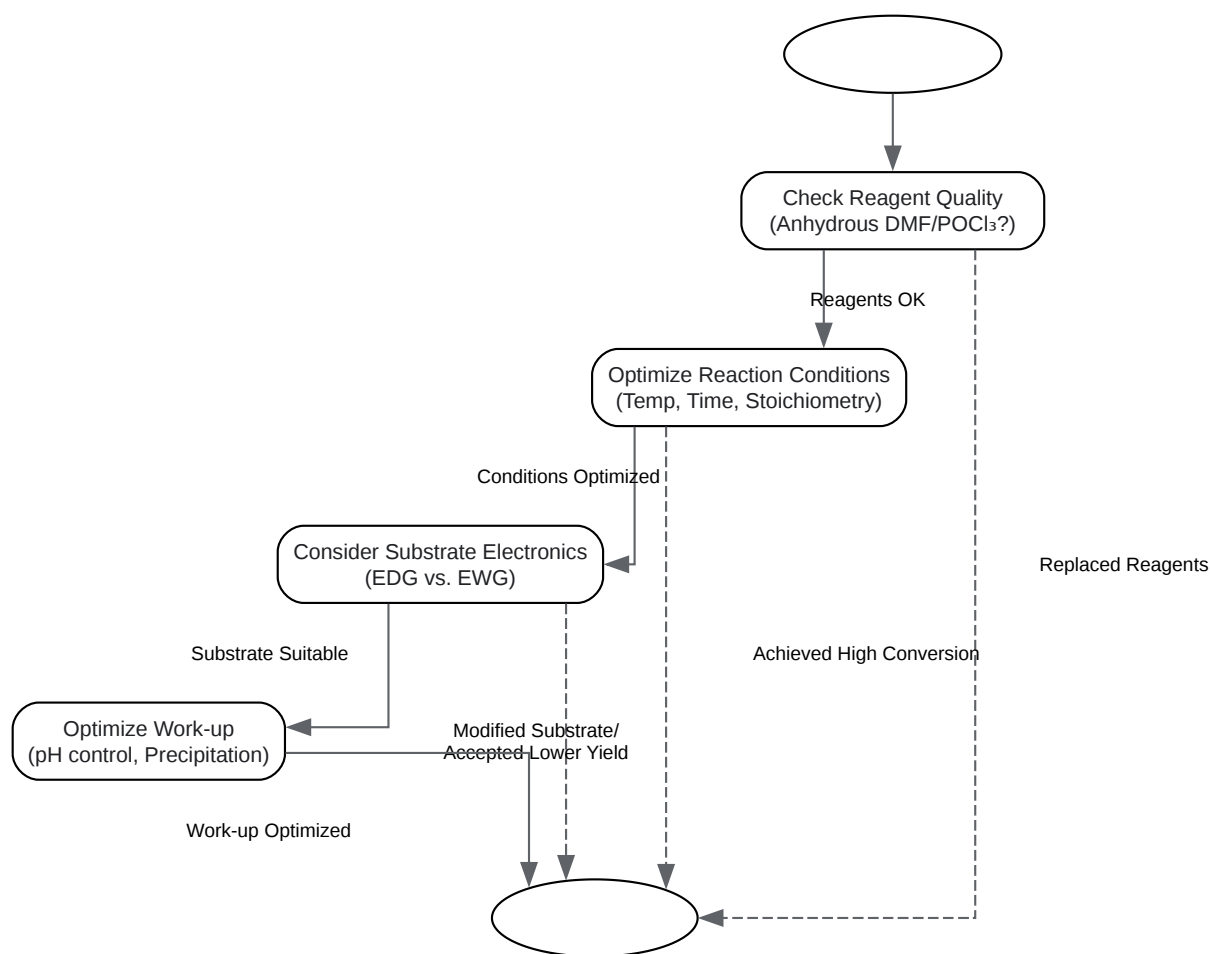 Check Reagent Quality
(Anhydrous DMF/POCl₃?)
Reagents OK
Optimize Reaction Conditions
(Temp, Time, Stoichiometry)
Conditions Optimized
Consider Substrate Electronics
(EDG vs. EWG)
Replaced Reagents
Substrate Suitable
Achieved High Conversion
Optimize Work-up
(pH control, Precipitation)
Modified Substrate/
Accepted Lower Yield
Work-up Optimized